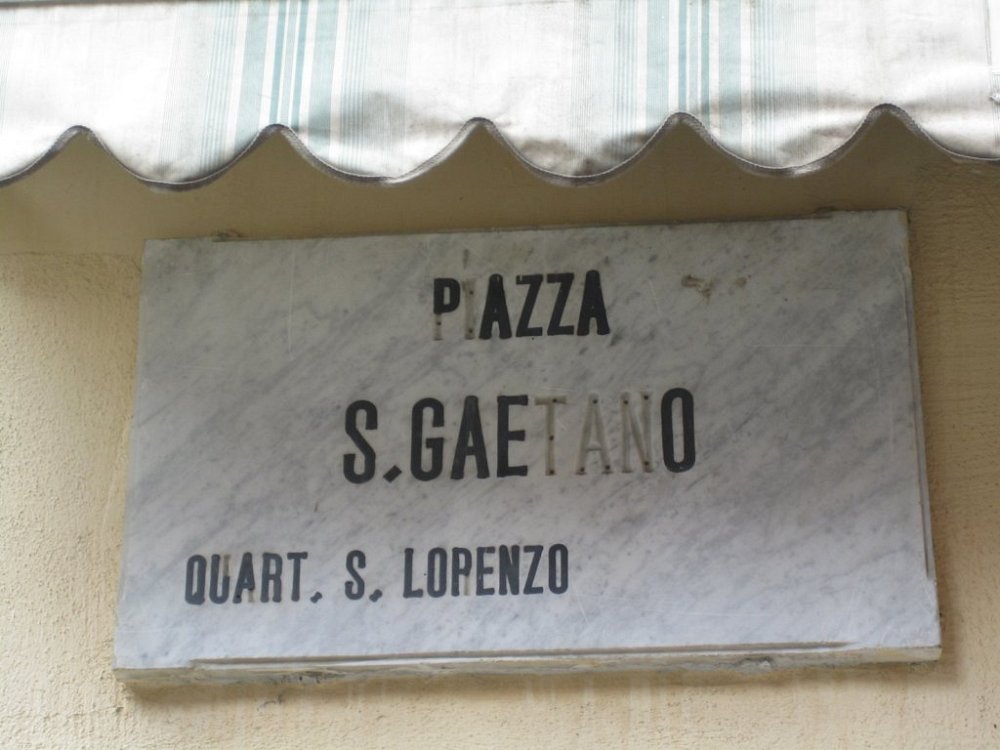 PIAZZA
S. GAETANO
QUART. S. LORENZO